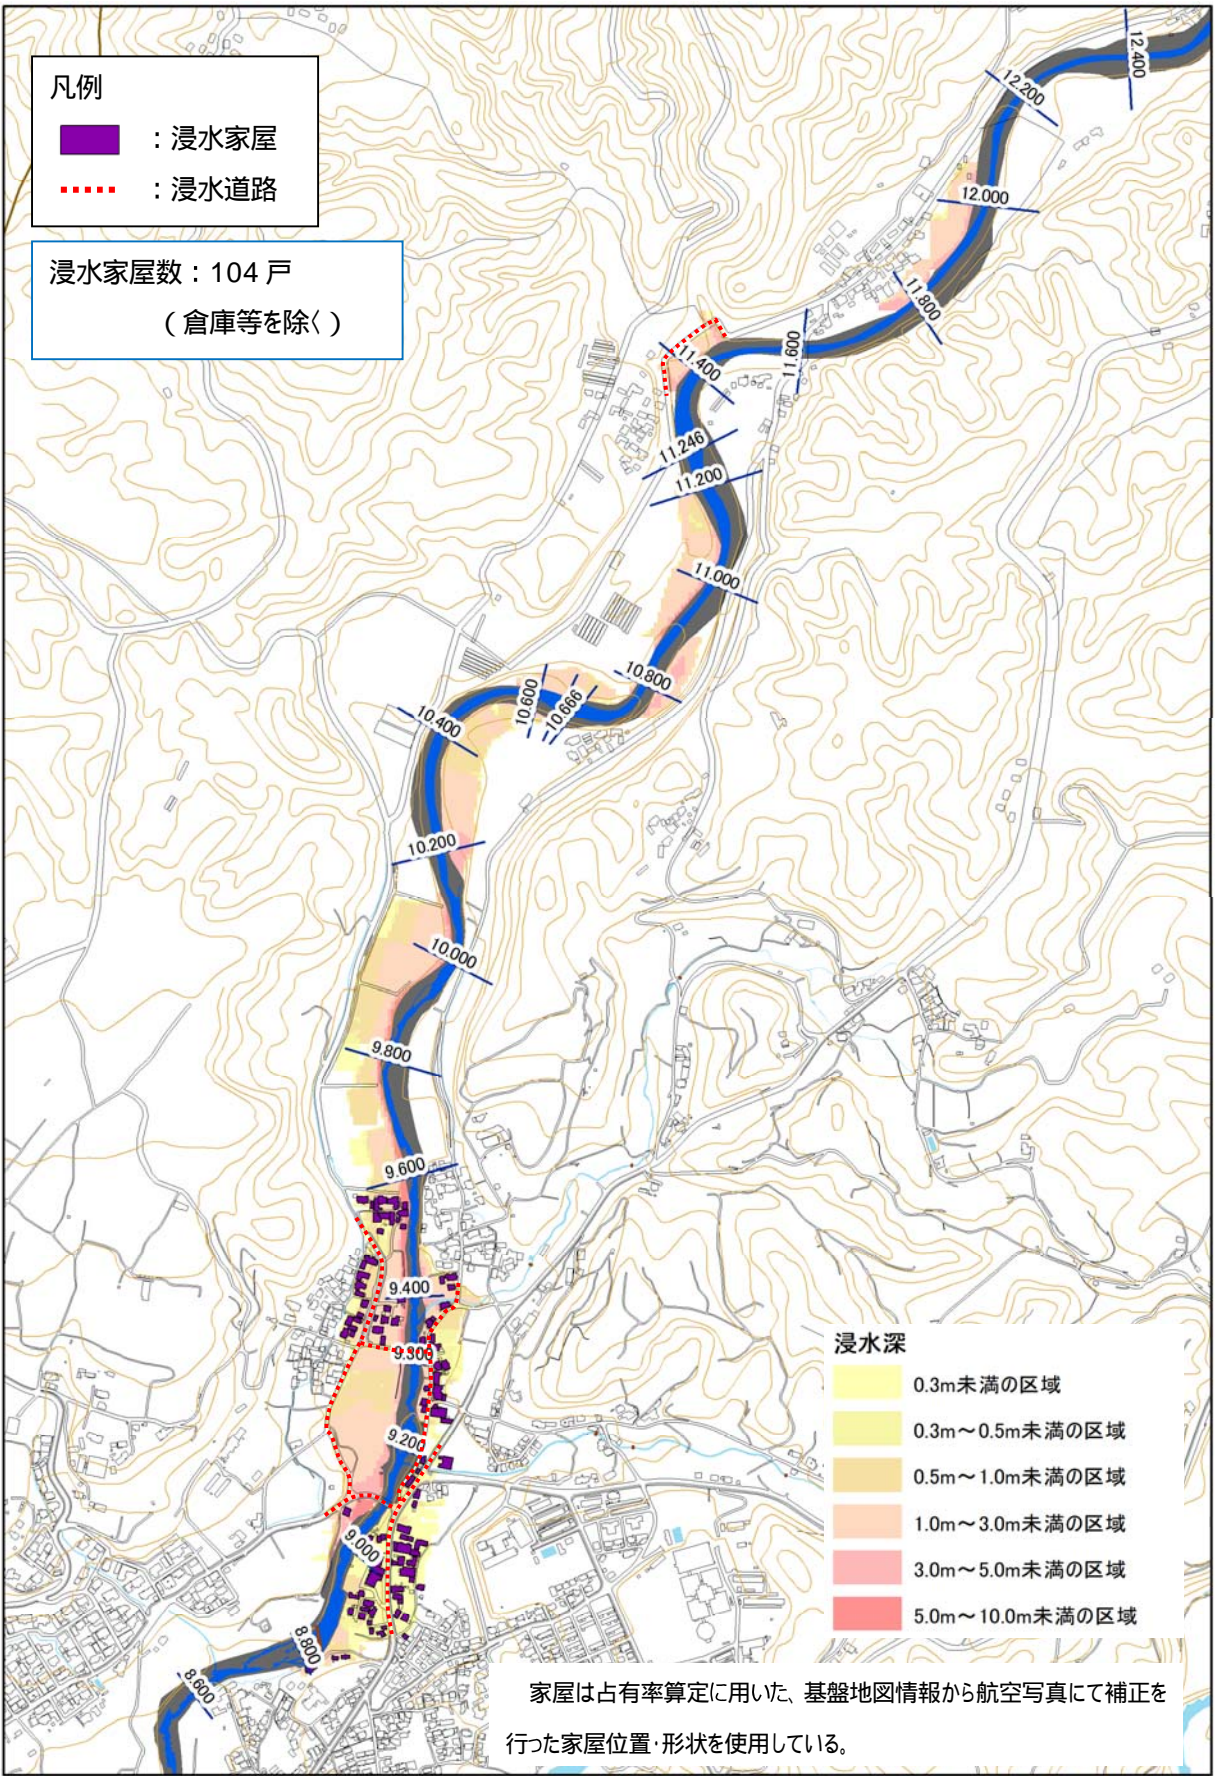 凡例
：浸水家屋
：浸水道路
浸水家屋数：104 戸
（倉庫等を除く）
12.400
12.200
12.000
11.800
11.600
11.400
11.246
11.200
11.000
10.800
10.666
10.600
10.400
10.200
10.000
9.800
9.600
9.400
9.300
9.200
9.000
8.800
8.600
浸水深
0.3m未満の区域
0.3m～0.5m未満の区域
0.5m～1.0m未満の区域
1.0m～3.0m未満の区域
3.0m～5.0m未満の区域
5.0m～10.0m未満の区域
家屋は占有率算定に用いた、基盤地図情報から航空写真にて補正を
行った家屋位置・形状を使用している。